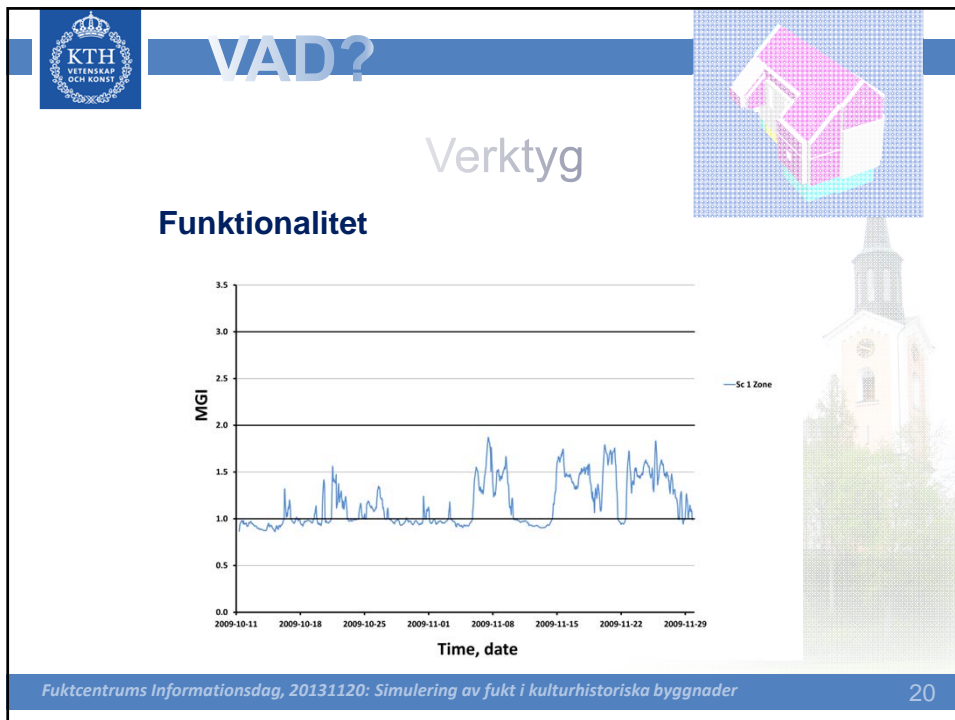 KTH
VETENSKAP
OCH KONST
VAD?
Verktyg
Funktionalitet
3.5
3.0
2.5
2.0
1.5
1.0
0.5
0.0
MGI
Sc 1 Zone
2009-10-11 2009-10-18 2009-10-25 2009-11-01 2009-11-08 2009-11-15 2009-11-22 2009-11-29
Time, date
Fuktcentrums Informationsdag, 20131120: Simulering av fukt i kulturhistoriska byggnader 20